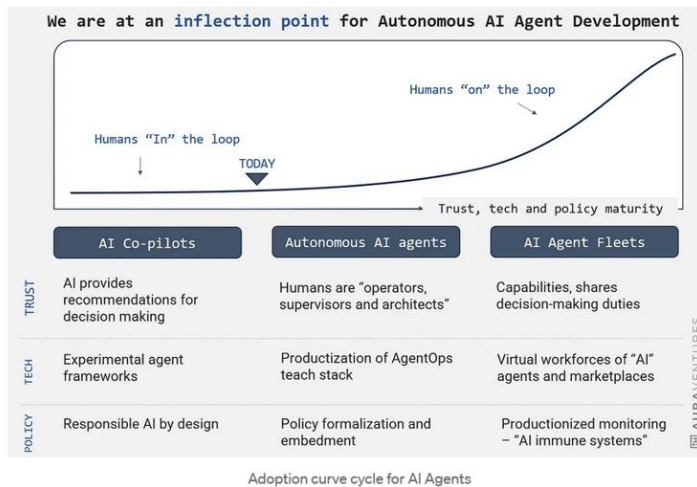 We are at an inflection point for Autonomous AI Agent Development
Humans “on” the loop
Humans “In” the loop
TODAY
Trust, tech and policy maturity
AI Co-pilots
Autonomous AI agents
AI Agent Fleets
TRUST
AI provides
recommendations for
decision making
Humans are “operators,
supervisors and architects”
Capabilities, shares
decision-making duties
TECH
Experimental agent
frameworks
Productization of AgentOps
teach stack
Virtual workforces of “AI”
agents and marketplaces
POLICY
Responsible AI by design
Policy formalization and
embedment
Productionized monitoring
– “AI immune systems”
Adoption curve cycle for AI Agents